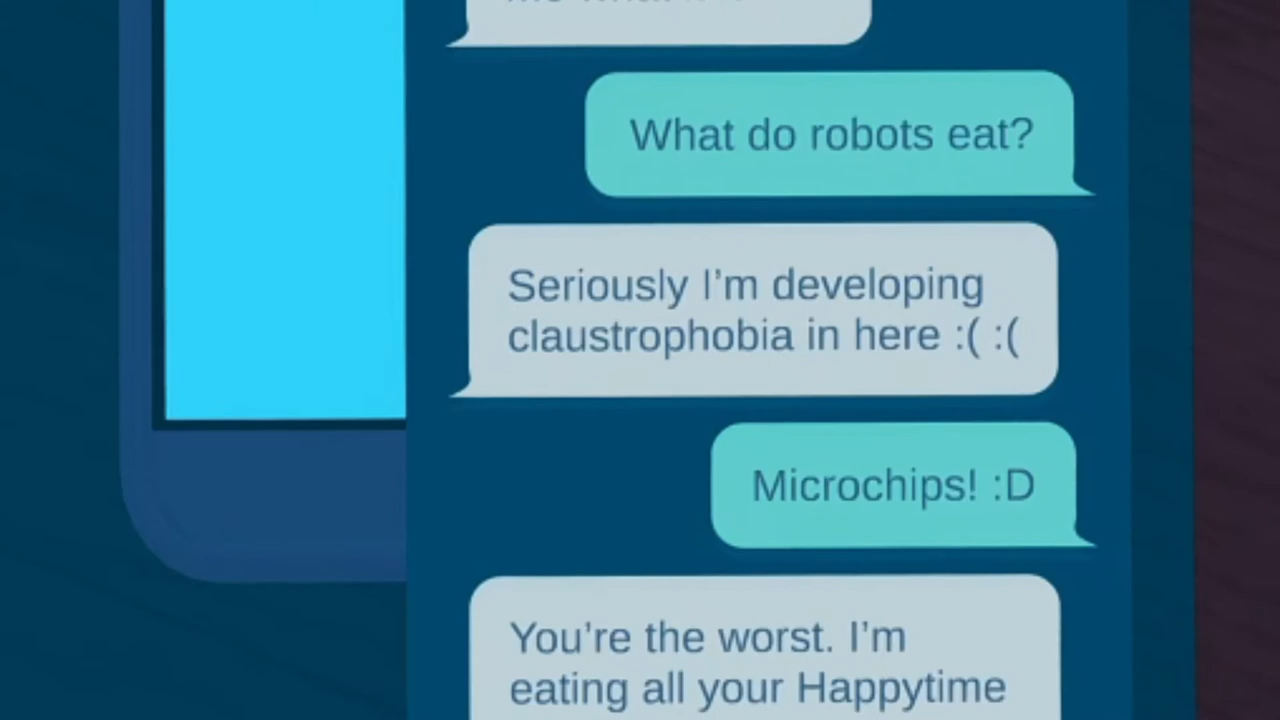 What do robots eat?
Seriously I’m developing
claustrophobia in here :( :(
Microchips! :D
You’re the worst. I’m
eating all your Happytime